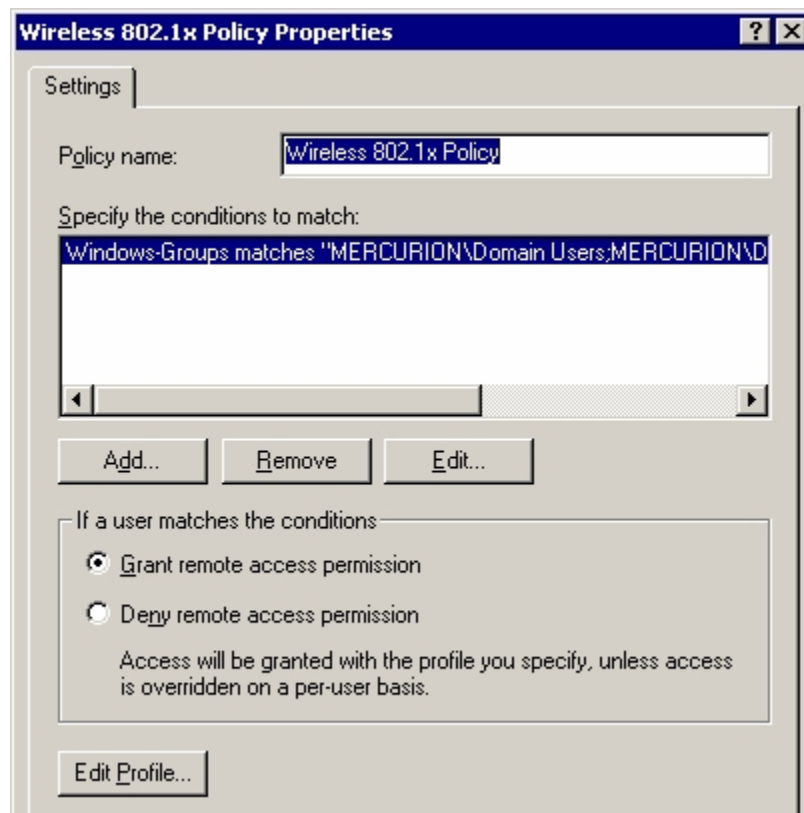 Wireless 802.1x Policy Properties
Settings
Policy name:
Wireless 802.1x Policy
Specify the conditions to match:
Windows-Groups matches "MERCURION\Domain Users;MERCURION\D
Add...
Remove
Edit...
If a user matches the conditions
Grant remote access permission
Deny remote access permission
Access will be granted with the profile you specify, unless access
is overridden on a per-user basis.
Edit Profile...